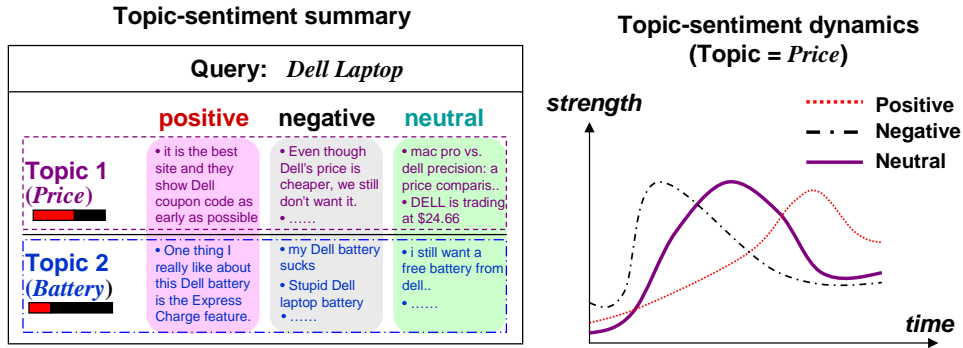 Topic-sentiment summary
Query: Dell Laptop
positive negative neutral
Topic 1
(Price)
• it is the best
site and they
show Dell
coupon code as
early as possible
• Even though
Dell's price is
cheaper, we still
don't want it.
• ……
• mac pro vs.
dell precision: a
price comparis..
• DELL is trading
at $24.66
Topic 2
(Battery)
• One thing I
really like about
this Dell battery
is the Express
Charge feature.
• my Dell battery
sucks
• Stupid Dell
laptop battery
• ……
• i still want a
free battery from
dell..
• ……
Topic-sentiment dynamics
(Topic = Price)
strength
Positive
Negative
Neutral
time